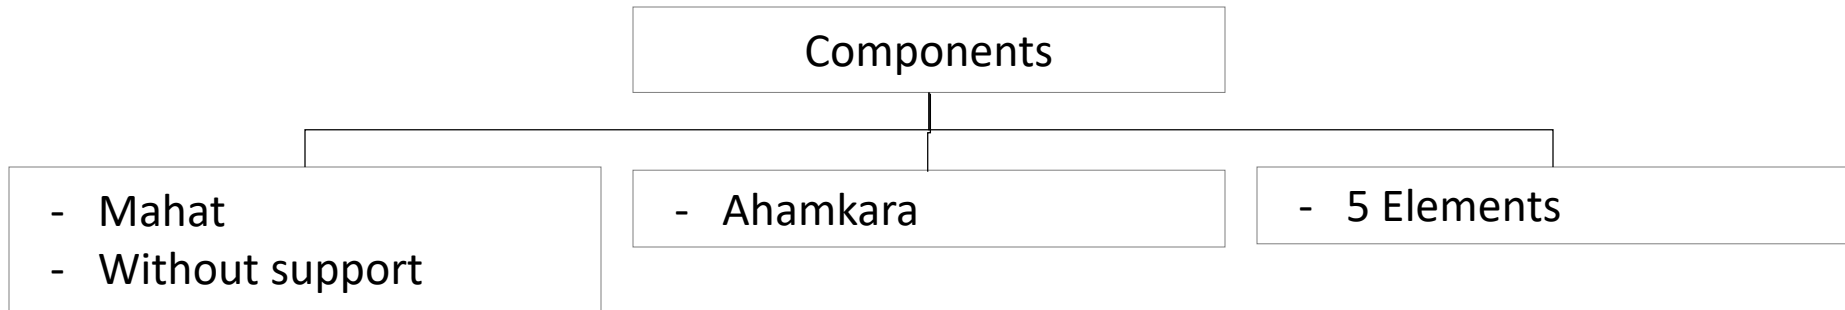 Components
- Mahat
- Without support
- Ahamkara
- 5 Elements